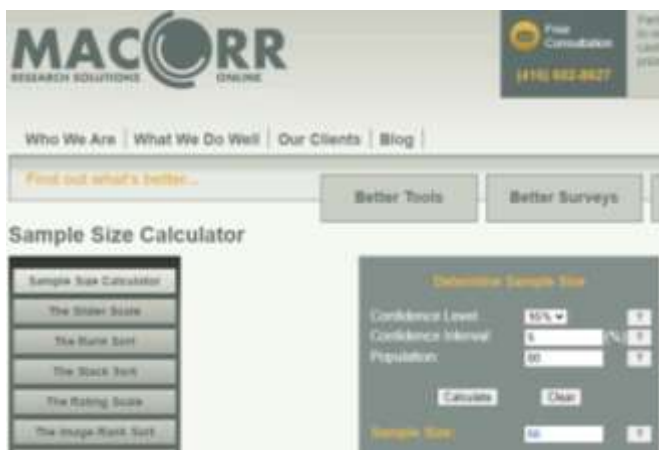 MACORR
RESEARCH SOLUTIONS ONLINE
Free
Consultation
Who We Are | What We Do Well | Our Clients | Blog |
Find out what's better...
Better Tools
Better Surveys
Sample Size Calculator
Sample Size Calculator
The Slider Scale
The Rank Sort
The Stack Sort
The Rating Scale
The Image Rank Sort
Determine Sample Size
Confidence Level: 95% ?
Confidence Interval: (%) ?
Population: ?
Calculate Clear
Sample Size: ?